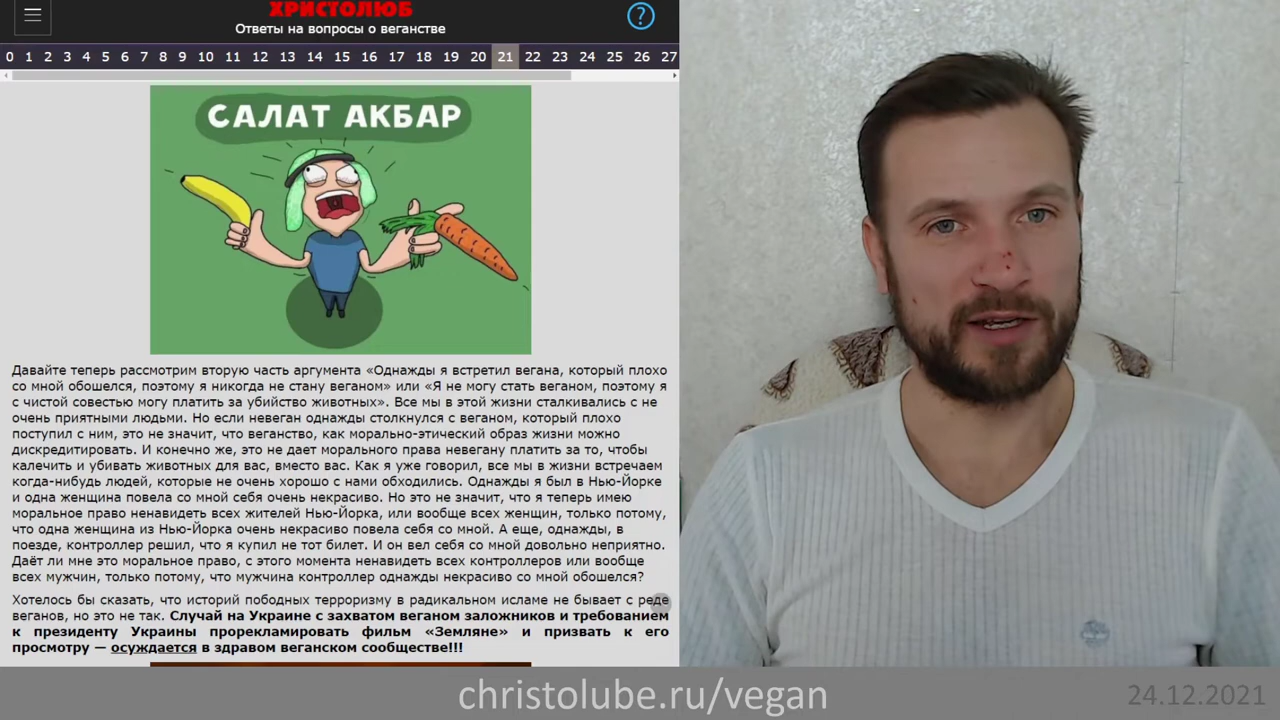 ХРИСТОЛЮБ
Ответы на вопросы о веганстве
?
0 1 2 3 4 5 6 7 8 9 10 11 12 13 14 15 16 17 18 19 20 21 22 23 24 25 26 27
САЛАТ АКБАР
Давайте теперь рассмотрим вторую часть аргумента «Однажды я встретил вегана, который плохо
со мной обошелся, поэтому я никогда не стану веганом» или «Я не могу стать веганом, поэтому я
с чистой совестью могу платить за убийство животных». Все мы в этой жизни сталкивались с не
очень приятными людьми. Но если невеган однажды столкнулся с веганом, который плохо
поступил с ним, это не значит, что веганство, как морально-этический образ жизни можно
дискредитировать. И конечно же, это не дает морального права невегану платить за то, чтобы
калечить и убивать животных для вас, вместо вас. Как я уже говорил, все мы в жизни встречаем
когда-нибудь людей, которые не очень хорошо с нами обходились. Однажды я был в Нью-Йорке
и одна женщина повела со мной себя очень некрасиво. Но это не значит, что я теперь имею
моральное право ненавидеть всех жителей Нью-Йорка, или вообще всех женщин, только потому,
что одна женщина из Нью-Йорка очень некрасиво повела себя со мной. А еще, однажды, в
поезде, контроллер решил, что я купил не тот билет. И он вел себя со мной довольно неприятно.
Даёт ли мне это моральное право, с этого момента ненавидеть всех контроллеров или вообще
всех мужчин, только потому, что мужчина контроллер однажды некрасиво со мной обошелся?
Хотелось бы сказать, что историй пободных терроризму в радикальном исламе не бывает с реде
веганов, но это не так. Случай на Украине с захватом веганом заложников и требованием
к президенту Украины прорекламировать фильм «Земляне» и призвать к его
просмотру — осуждается в здравом веганском сообществе!!!
christolube.ru/vegan
24.12.2021